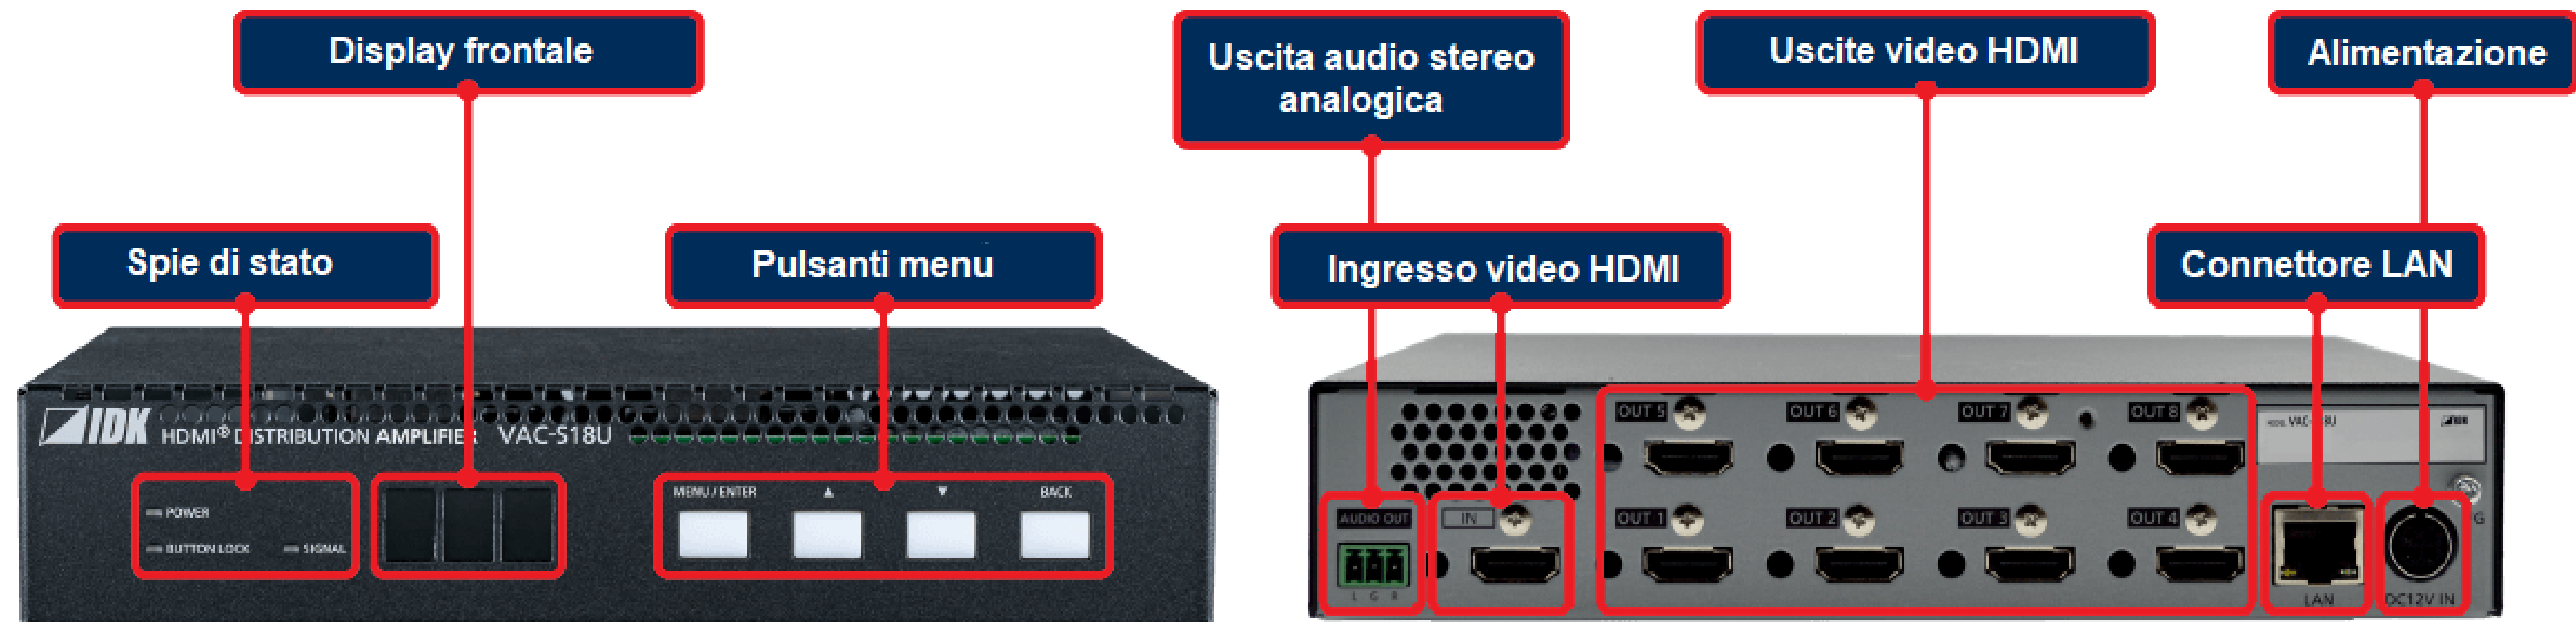 Display frontale
Uscita audio stereo
analogica
Uscite video HDMI
Alimentazione
Spie di stato
Pulsanti menu
Ingresso video HDMI
Connettore LAN
IDK HDMI® DISTRIBUTION AMPLIFIER VAC-S18U
POWER
BUTTON LOCK SIGNAL
MENU / ENTER ▲ ▼ BACK
OUT 5 OUT 6 OUT 7 OUT 8
IDK
AUDIO OUT IN OUT 1 OUT 2 OUT 3 OUT 4
L G R
LAN DC12V IN